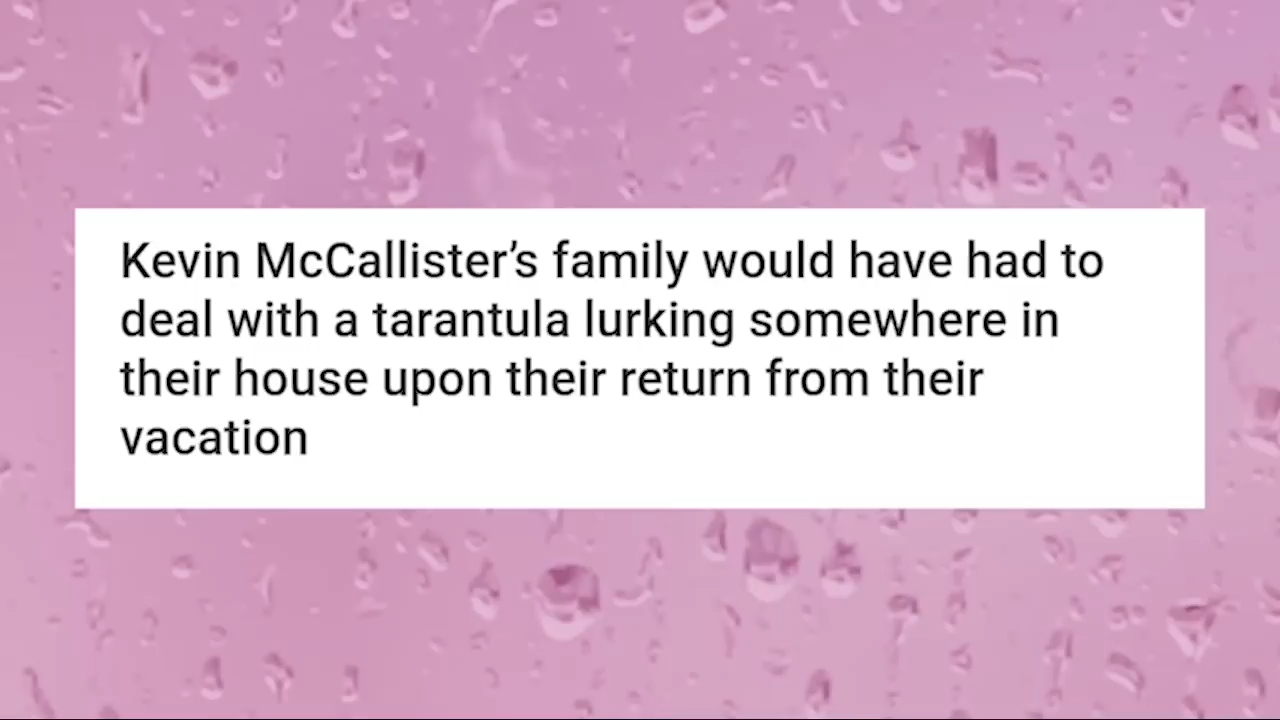 Kevin McCallister’s family would have had to
deal with a tarantula lurking somewhere in
their house upon their return from their
vacation